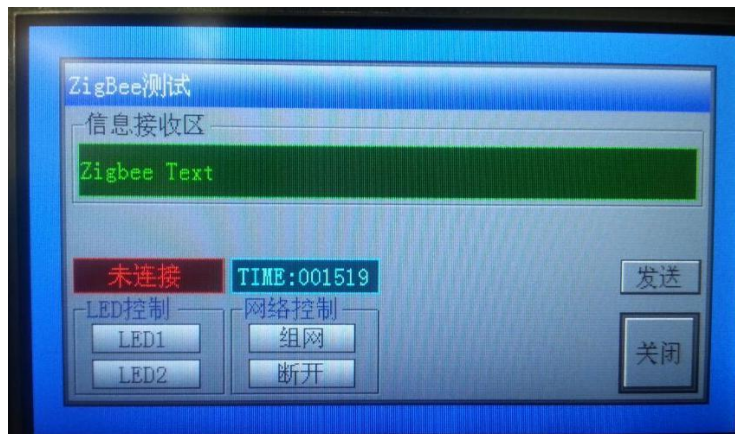 ZigBee测试
信息接收区
Zigbee Text
未连接 TIME:001519 发送
LED控制 网络控制
LED1 组网 关闭
LED2 断开